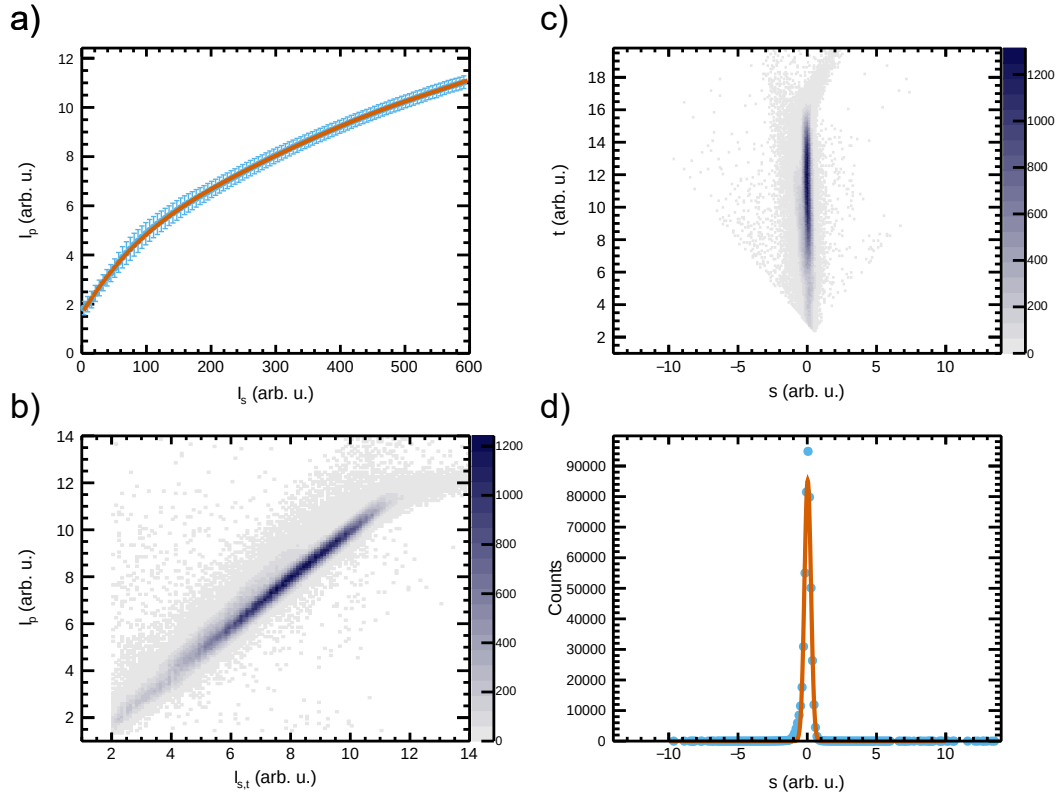 a)
12
10
8
6
4
2
0
I_p (arb. u.)
0 100 200 300 400 500 600
I_s (arb. u.)
c)
18
16
14
12
10
8
6
4
2
t (arb. u.)
−10 −5 0 5 10
s (arb. u.)
1200
1000
800
600
400
200
0
b)
14
12
10
8
6
4
2
I_p (arb. u.)
2 4 6 8 10 12 14
I_s,t (arb. u.)
1200
1000
800
600
400
200
0
d)
90000
80000
70000
60000
50000
40000
30000
20000
10000
0
Counts
−10 −5 0 5 10
s (arb. u.)